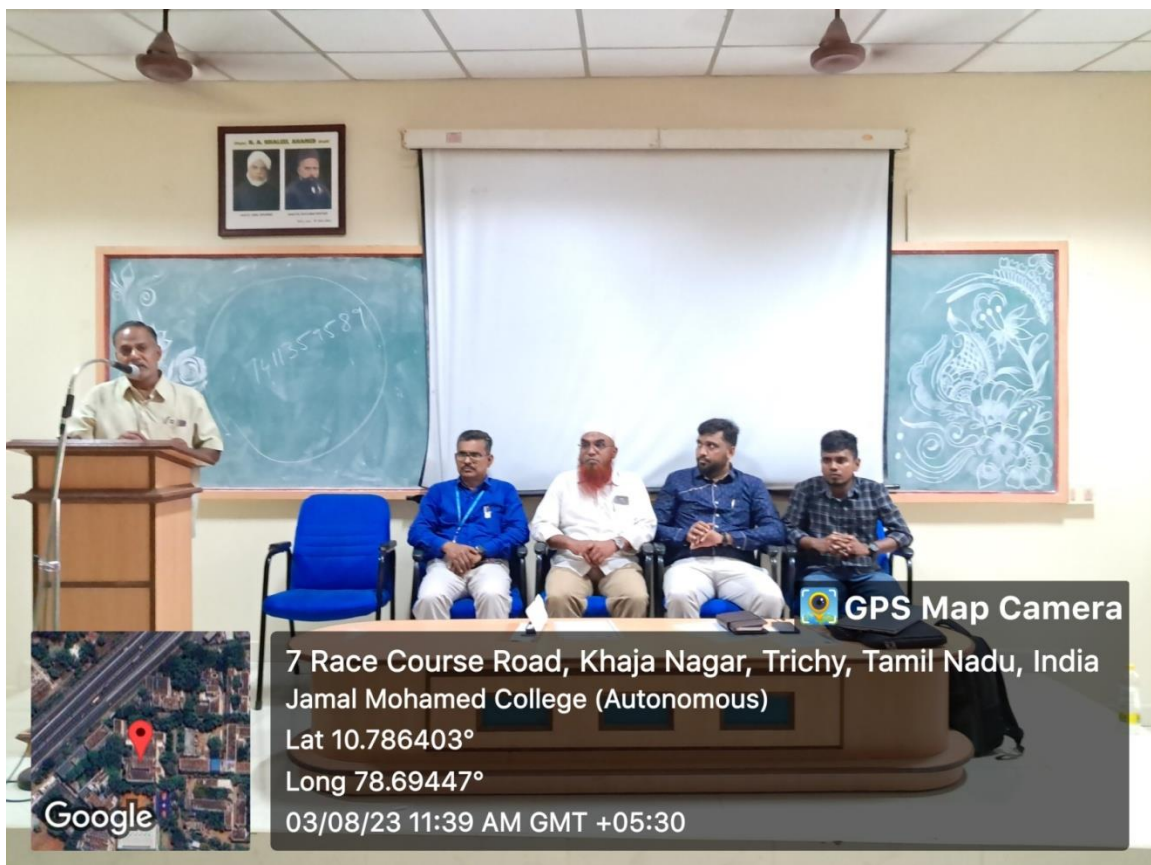 7411359589
GPS Map Camera
7 Race Course Road, Khaja Nagar, Trichy, Tamil Nadu, India
Jamal Mohamed College (Autonomous)
Lat 10.786403°
Long 78.69447°
03/08/23 11:39 AM GMT +05:30
Google